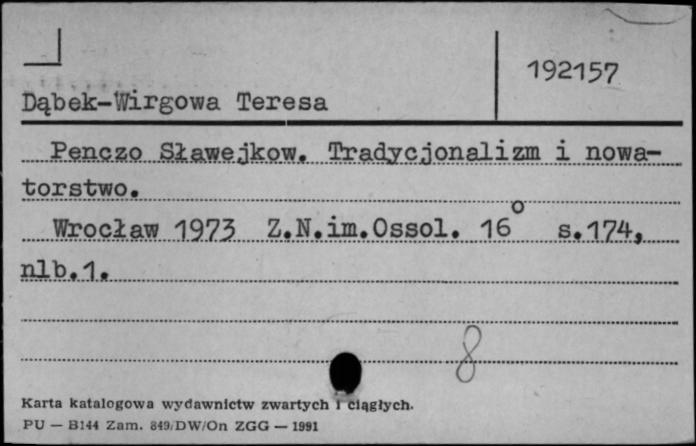 192157
Dąbek-Wirgowa Teresa
Penczo Sławejkow. Tradycjonalizm i nowa-
torstwo.
Wrocław 1973 Z.N.im.Ossol. 16° s.174,
nlb.1.
8
Karta katalogowa wydawnictw zwartych i ciągłych.
PU — B144 Zam. 849/DW/On ZGG — 1991